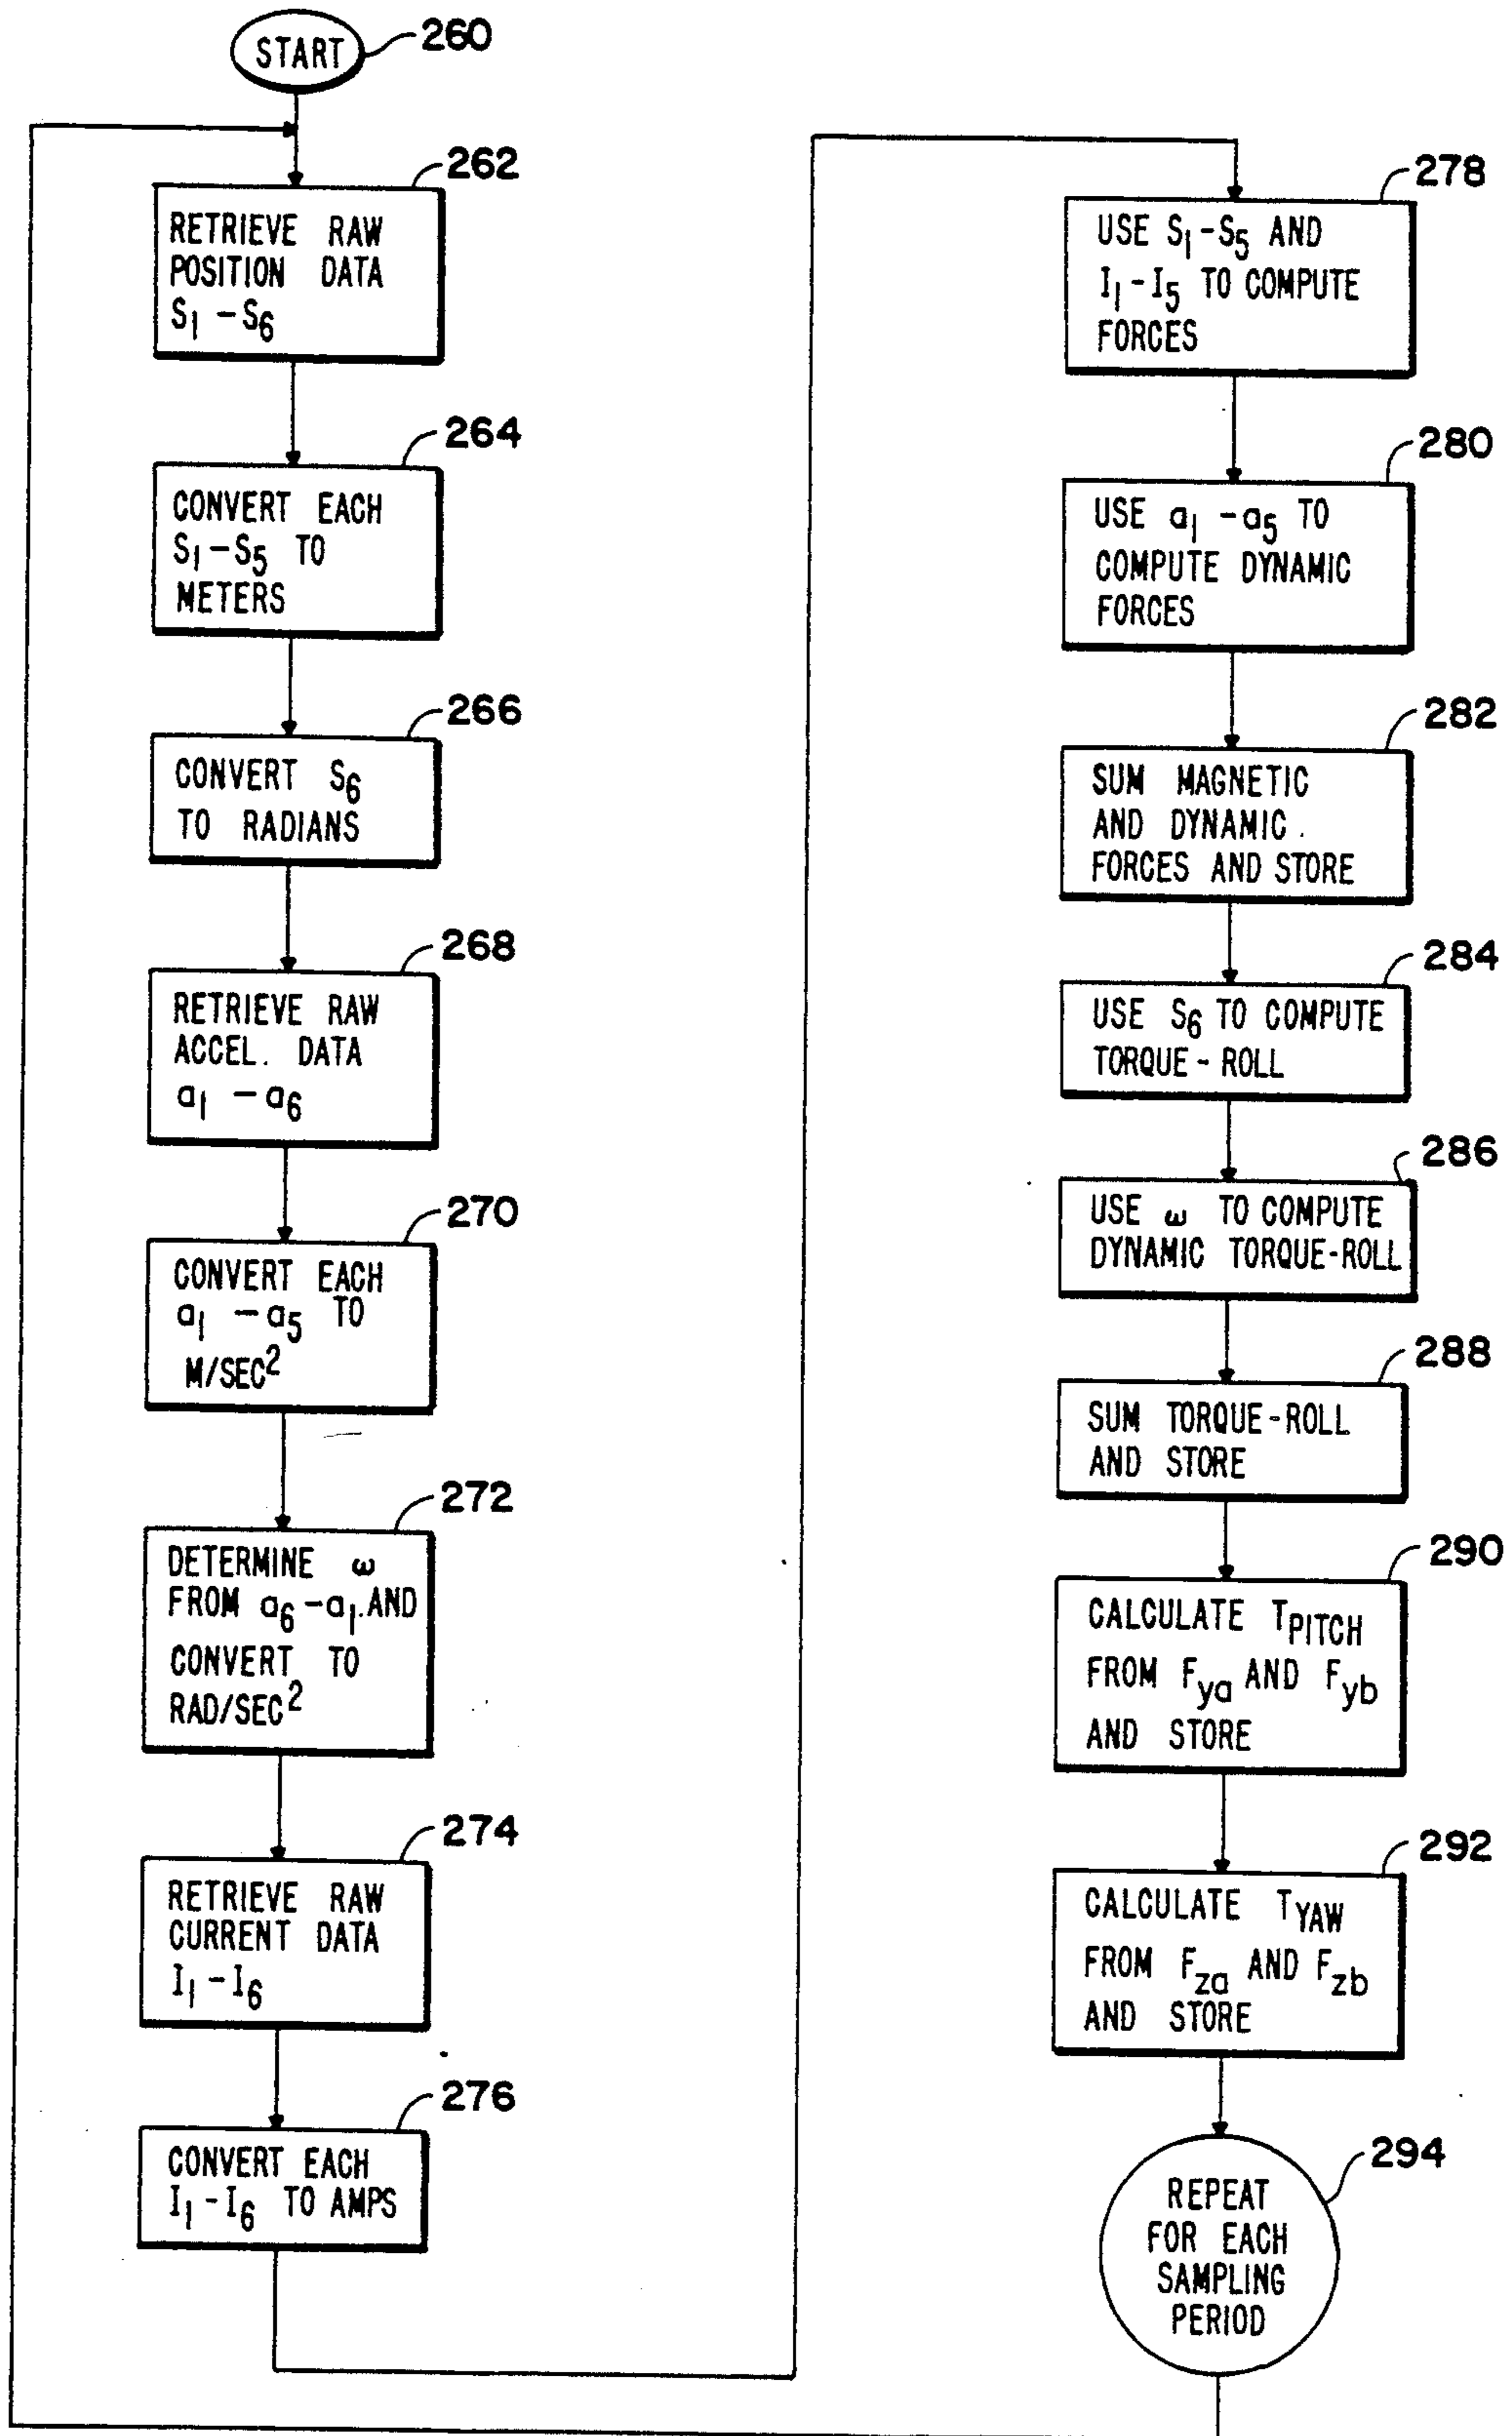 START
260
262
RETRIEVE RAW
POSITION DATA
S₁ – S₆
264
CONVERT EACH
S₁ – S₅ TO
METERS
266
CONVERT S₆
TO RADIANS
268
RETRIEVE RAW
ACCEL. DATA
a₁ – a₆
270
CONVERT EACH
a₁ – a₅ TO
M/SEC²
272
DETERMINE ω
FROM a₆ – a₁ AND
CONVERT TO
RAD/SEC²
274
RETRIEVE RAW
CURRENT DATA
I₁ – I₆
276
CONVERT EACH
I₁ – I₆ TO AMPS
278
USE S₁ – S₅ AND
I₁ – I₅ TO COMPUTE
FORCES
280
USE a₁ – a₅ TO
COMPUTE DYNAMIC
FORCES
282
SUM MAGNETIC
AND DYNAMIC
FORCES AND STORE
284
USE S₆ TO COMPUTE
TORQUE - ROLL
286
USE ω TO COMPUTE
DYNAMIC TORQUE-ROLL
288
SUM TORQUE-ROLL
AND STORE
290
CALCULATE T_PITCH
FROM F_ya AND F_yb
AND STORE
292
CALCULATE T_YAW
FROM F_za AND F_zb
AND STORE
294
REPEAT
FOR EACH
SAMPLING
PERIOD